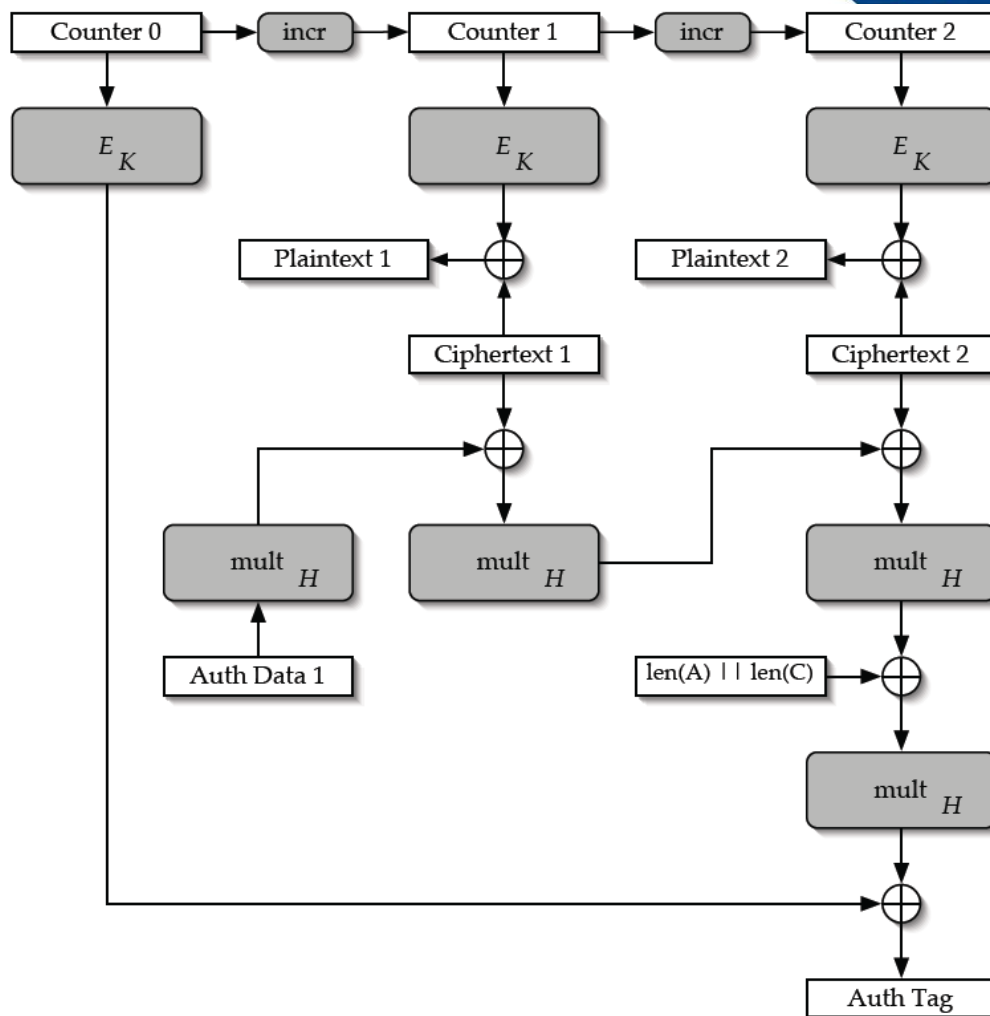 Counter 0
incr
Counter 1
incr
Counter 2
E K
E K
E K
Plaintext 1
Plaintext 2
Ciphertext 1
Ciphertext 2
mult H
mult H
mult H
Auth Data 1
len(A) || len(C)
mult H
Auth Tag